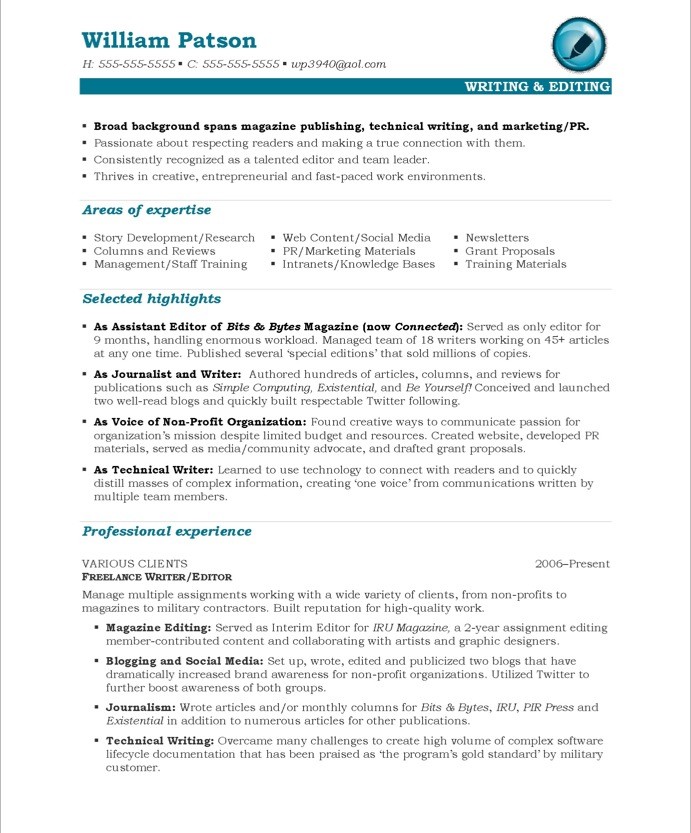 William Patson
H: 555-555-5555 ▪ C: 555-555-5555 ▪ wp3940@aol.com
WRITING & EDITING
▪ Broad background spans magazine publishing, technical writing, and marketing/PR.
▪ Passionate about respecting readers and making a true connection with them.
▪ Consistently recognized as a talented editor and team leader.
▪ Thrives in creative, entrepreneurial and fast-paced work environments.
Areas of expertise
▪ Story Development/Research ▪ Web Content/Social Media ▪ Newsletters
▪ Columns and Reviews ▪ PR/Marketing Materials ▪ Grant Proposals
▪ Management/Staff Training ▪ Intranets/Knowledge Bases ▪ Training Materials
Selected highlights
▪ As Assistant Editor of Bits & Bytes Magazine (now Connected): Served as only editor for
9 months, handling enormous workload. Managed team of 18 writers working on 45+ articles
at any one time. Published several ‘special editions’ that sold millions of copies.
▪ As Journalist and Writer: Authored hundreds of articles, columns, and reviews for
publications such as Simple Computing, Existential, and Be Yourself! Conceived and launched
two well-read blogs and quickly built respectable Twitter following.
▪ As Voice of Non-Profit Organization: Found creative ways to communicate passion for
organization’s mission despite limited budget and resources. Created website, developed PR
materials, served as media/community advocate, and drafted grant proposals.
▪ As Technical Writer: Learned to use technology to connect with readers and to quickly
distill masses of complex information, creating ‘one voice’ from communications written by
multiple team members.
Professional experience
VARIOUS CLIENTS 2006–Present
FREELANCE WRITER/EDITOR
Manage multiple assignments working with a wide variety of clients, from non-profits to
magazines to military contractors. Built reputation for high-quality work.
▪ Magazine Editing: Served as Interim Editor for IRU Magazine, a 2-year assignment editing
member-contributed content and collaborating with artists and graphic designers.
▪ Blogging and Social Media: Set up, wrote, edited and publicized two blogs that have
dramatically increased brand awareness for non-profit organizations. Utilized Twitter to
further boost awareness of both groups.
▪ Journalism: Wrote articles and/or monthly columns for Bits & Bytes, IRU, PIR Press and
Existential in addition to numerous articles for other publications.
▪ Technical Writing: Overcame many challenges to create high volume of complex software
lifecycle documentation that has been praised as ‘the program’s gold standard’ by military
customer.